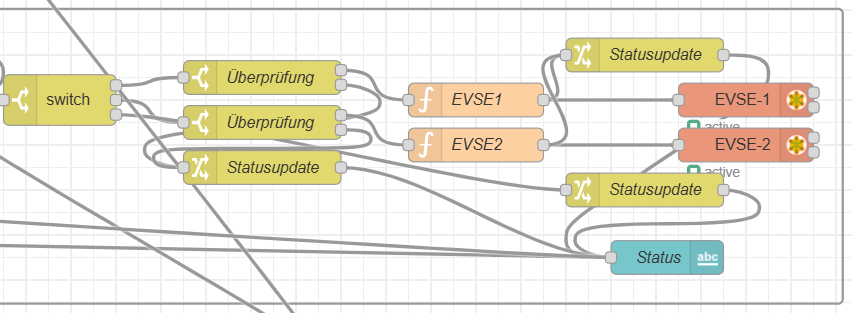 Statusupdate
switch
Überprüfung
EVSE1
EVSE-1
active
Überprüfung
EVSE2
EVSE-2
active
Statusupdate
Statusupdate
Status
abc